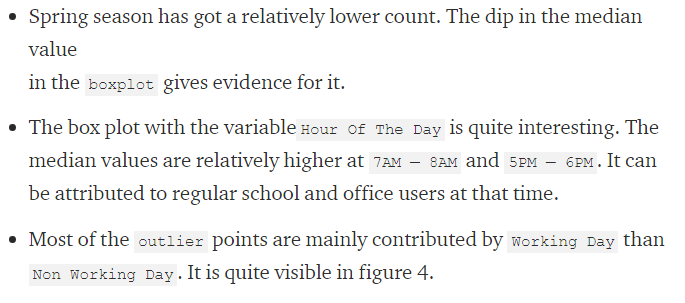 • Spring season has got a relatively lower count. The dip in the median
value
in the boxplot gives evidence for it.
• The box plot with the variable Hour Of The Day is quite interesting. The
median values are relatively higher at 7AM — 8AM and 5PM — 6PM. It can
be attributed to regular school and office users at that time.
• Most of the outlier points are mainly contributed by Working Day than
Non Working Day. It is quite visible in figure 4.